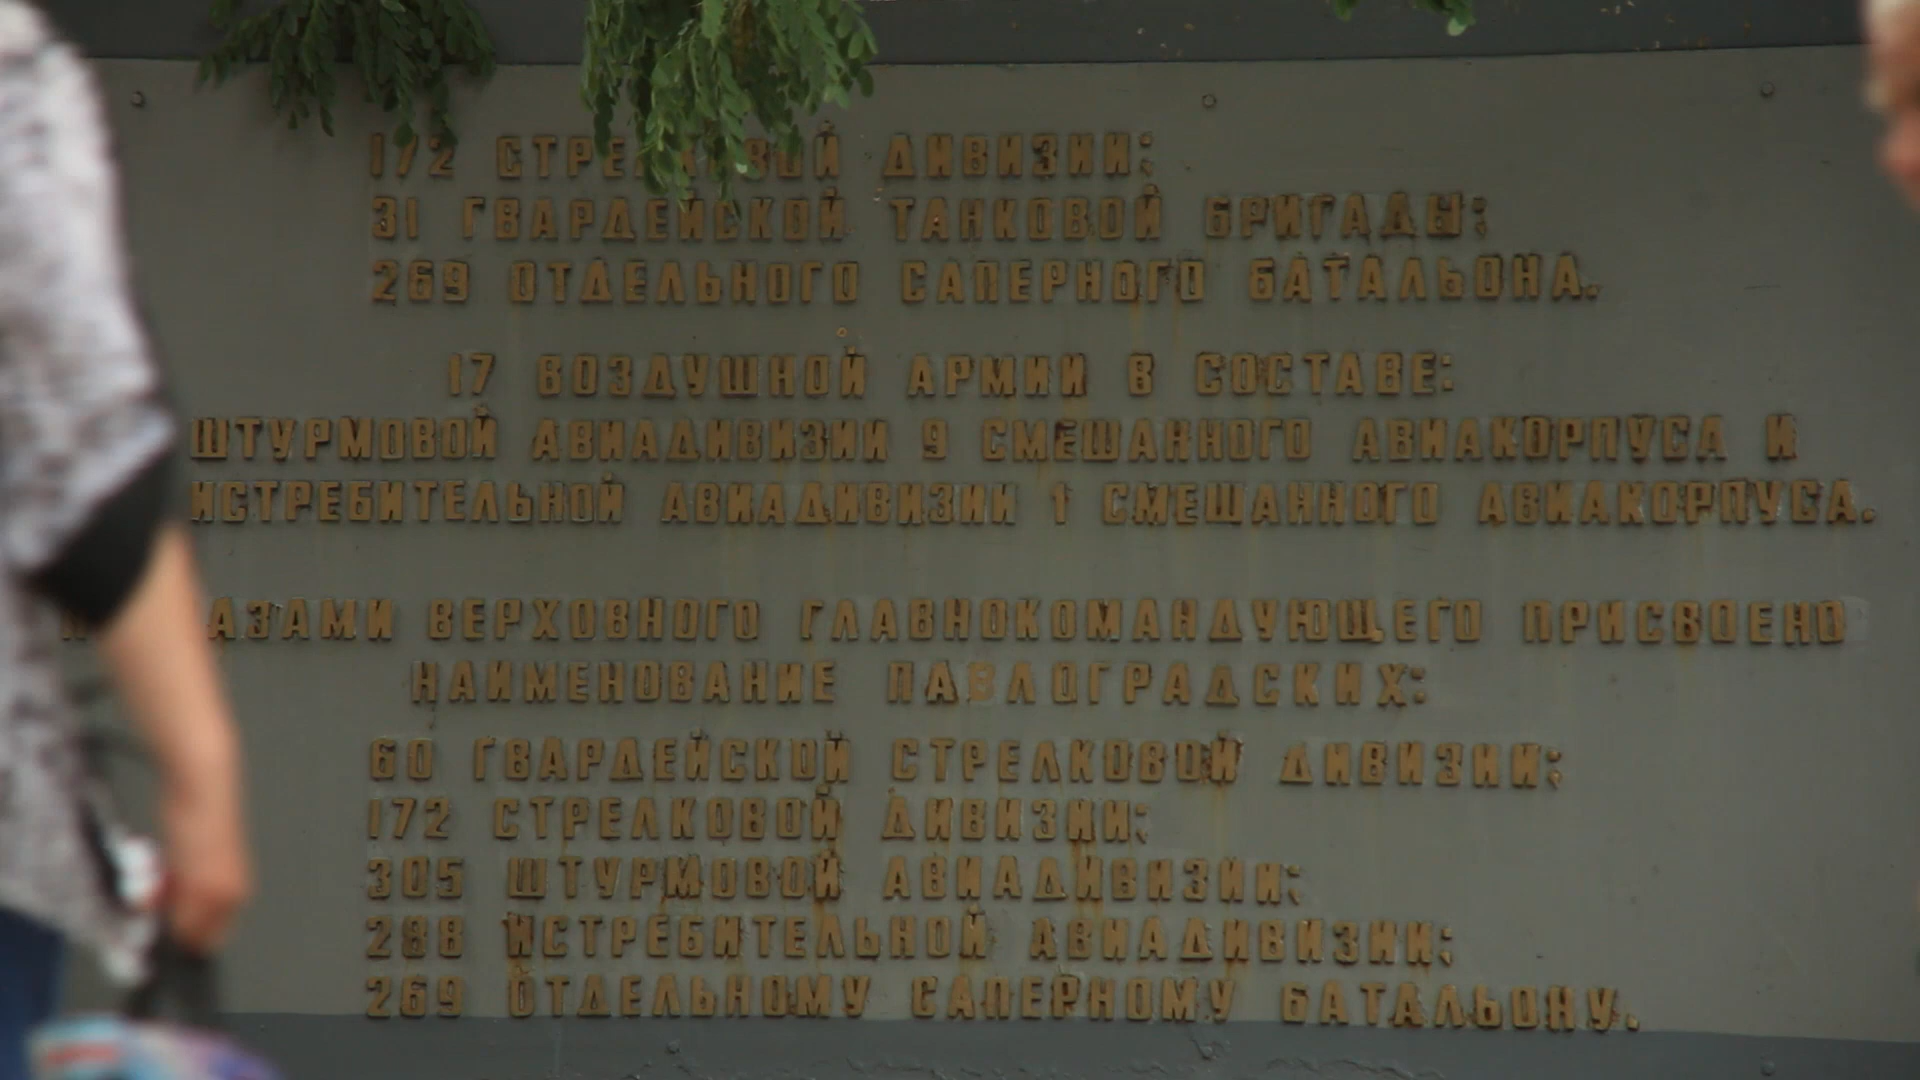 172 СТРЕЛКОВОЙ ДИВИЗИИ;
31 ГВАРДЕЙСКОЙ ТАНКОВОЙ БРИГАДЫ;
269 ОТДЕЛЬНОГО САПЕРНОГО БАТАЛЬОНА.
17 ВОЗДУШНОЙ АРМИИ В СОСТАВЕ:
ШТУРМОВОЙ АВИАДИВИЗИИ 9 СМЕШАННОГО АВИАКОРПУСА И
ИСТРЕБИТЕЛЬНОЙ АВИАДИВИЗИИ 1 СМЕШАННОГО АВИАКОРПУСА.
ВЕРХОВНОГО ГЛАВНОКОМАНДУЮЩЕГО ПРИСВОЕНО
НАИМЕНОВАНИЕ ПАВЛОГРАДСКИХ:
60 ГВАРДЕЙСКОЙ СТРЕЛКОВОЙ ДИВИЗИИ;
172 СТРЕЛКОВОЙ ДИВИЗИИ;
305 ШТУРМОВОЙ АВИАДИВИЗИИ;
288 ИСТРЕБИТЕЛЬНОЙ АВИАДИВИЗИИ;
269 ОТДЕЛЬНОМУ САПЕРНОМУ БАТАЛЬОНУ.